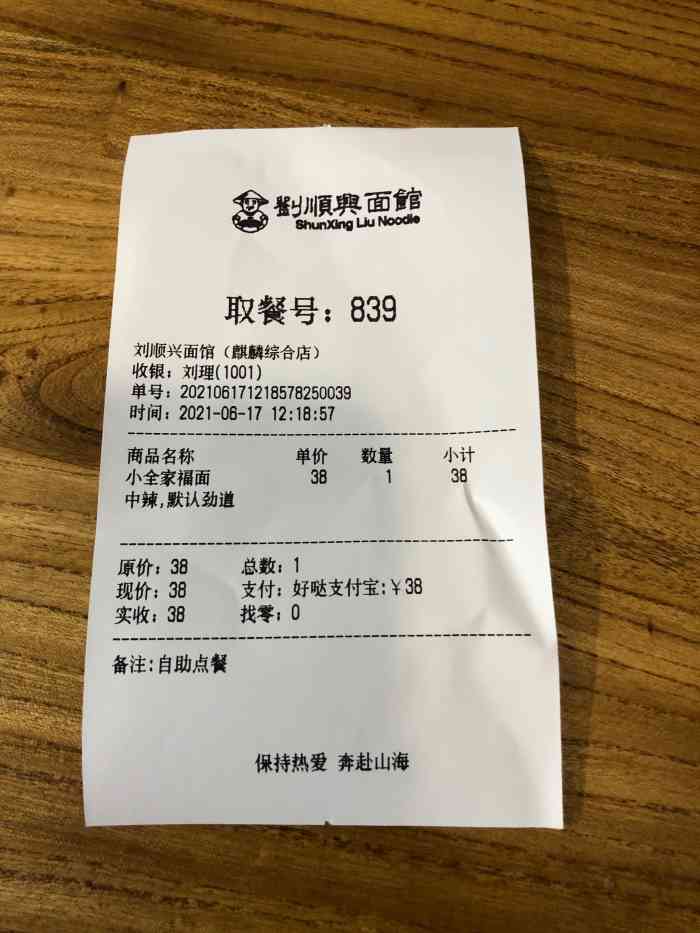 劉順興面館
ShunXing Liu Noodle
取餐号：839
刘顺兴面馆（麒麟综合店）
收银：刘理(1001)
单号：202106171218578250039
时间：2021-06-17 12:18:57
商品名称 单价 数量 小计
小全家福面 38 1 38
中辣,默认劲道
原价：38 总数：1
现价：38 支付：好哒支付宝:￥38
实收：38 找零：0
备注:自助点餐
保持热爱 奔赴山海